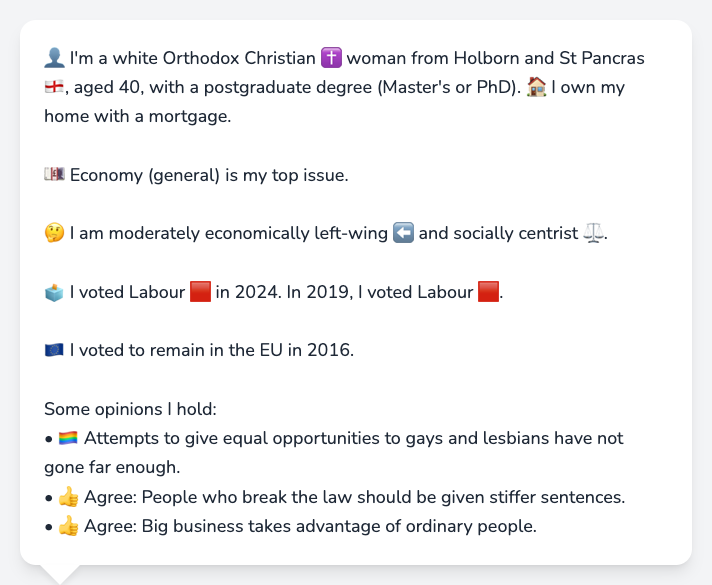 👤 I'm a white Orthodox Christian ✝️ woman from Holborn and St Pancras
🏴󠁧󠁢󠁥󠁮󠁧󠁿, aged 40, with a postgraduate degree (Master's or PhD). 🏠 I own my
home with a mortgage.
💷 Economy (general) is my top issue.
🤔 I am moderately economically left-wing ⬅️ and socially centrist ⚖️.
🗳️ I voted Labour 🟥 in 2024. In 2019, I voted Labour 🟥.
🇪🇺 I voted to remain in the EU in 2016.
Some opinions I hold:
• 🏳️‍🌈 Attempts to give equal opportunities to gays and lesbians have not
gone far enough.
• 👍 Agree: People who break the law should be given stiffer sentences.
• 👍 Agree: Big business takes advantage of ordinary people.